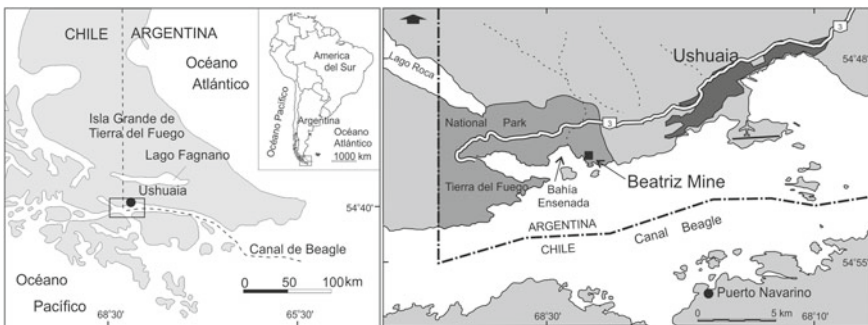 CHILE
ARGENTINA
Océano
Atlántico
Isla Grande de
Tierra del Fuego
Lago Fagnano
Ushuaia
54°40'
Canal de Beagle
Océano
Pacífico
0 50 100km
68°30'
65°30'
America
del Sur
Océano Pacífico
Argentina
Océano
Atlántico
1000 km
3
Ushuaia
54°48'
Lago Roca
3
National Park
Tierra del Fuego
Bahía
Ensenada
Beatriz Mine
ARGENTINA
CHILE
Canal Beagle
54°55'
Puerto Navarino
0 5 km
68°30'
68°10'